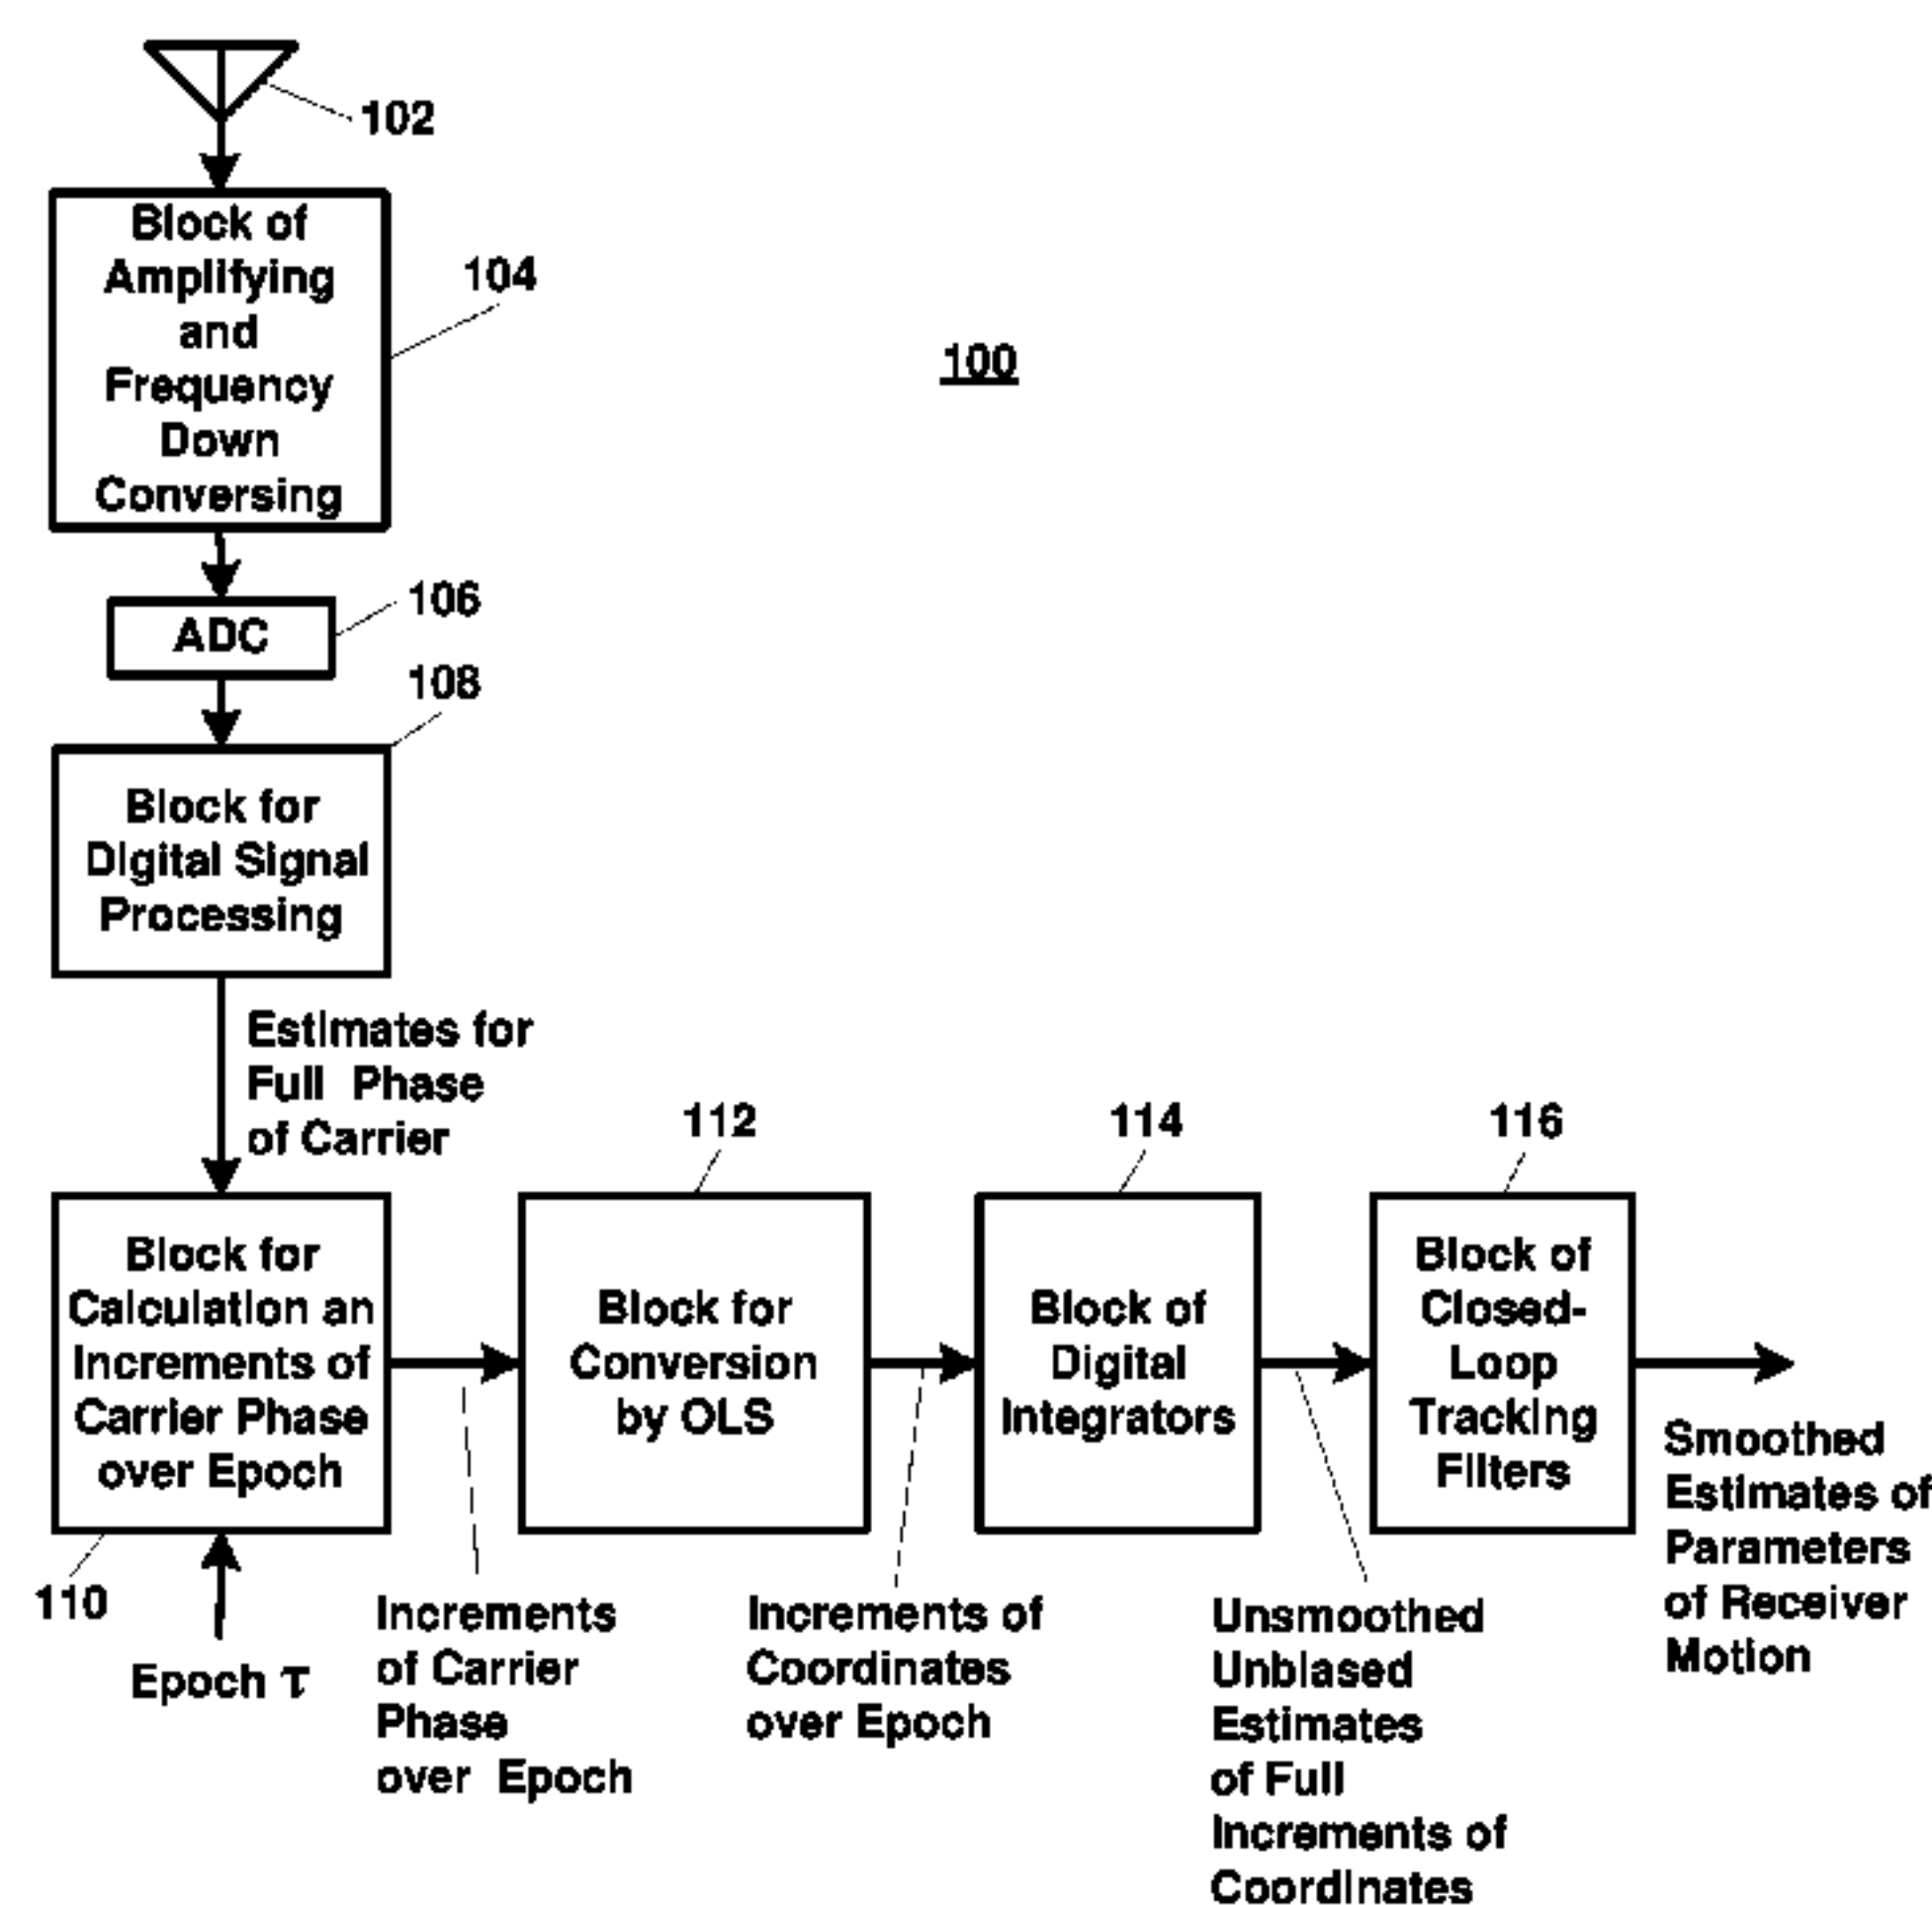 102
Block of
Amplifying
and
Frequency
Down
Conversing
104
100
ADC
106
108
Block for
Digital Signal
Processing
Estimates for
Full Phase
of Carrier
112
114
116
Block for
Calculation an
Increments of
Carrier Phase
over Epoch
Block for
Conversion
by OLS
Block of
Digital
Integrators
Block of
Closed-
Loop
Tracking
Filters
Smoothed
Estimates of
Parameters
of Receiver
Motion
110
Epoch τ
Increments
of Carrier
Phase
over Epoch
Increments of
Coordinates
over Epoch
Unsmoothed
Unbiased
Estimates
of Full
Increments of
Coordinates